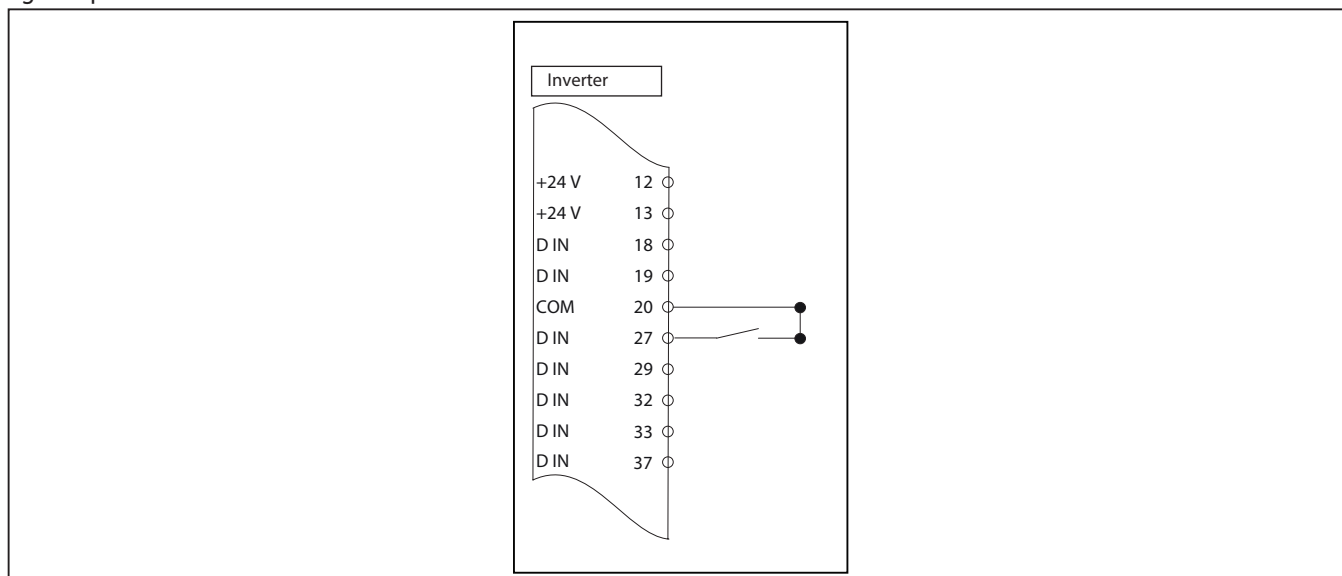 Inverter
+24 V 12
+24 V 13
D IN 18
D IN 19
COM 20
D IN 27
D IN 29
D IN 32
D IN 33
D IN 37